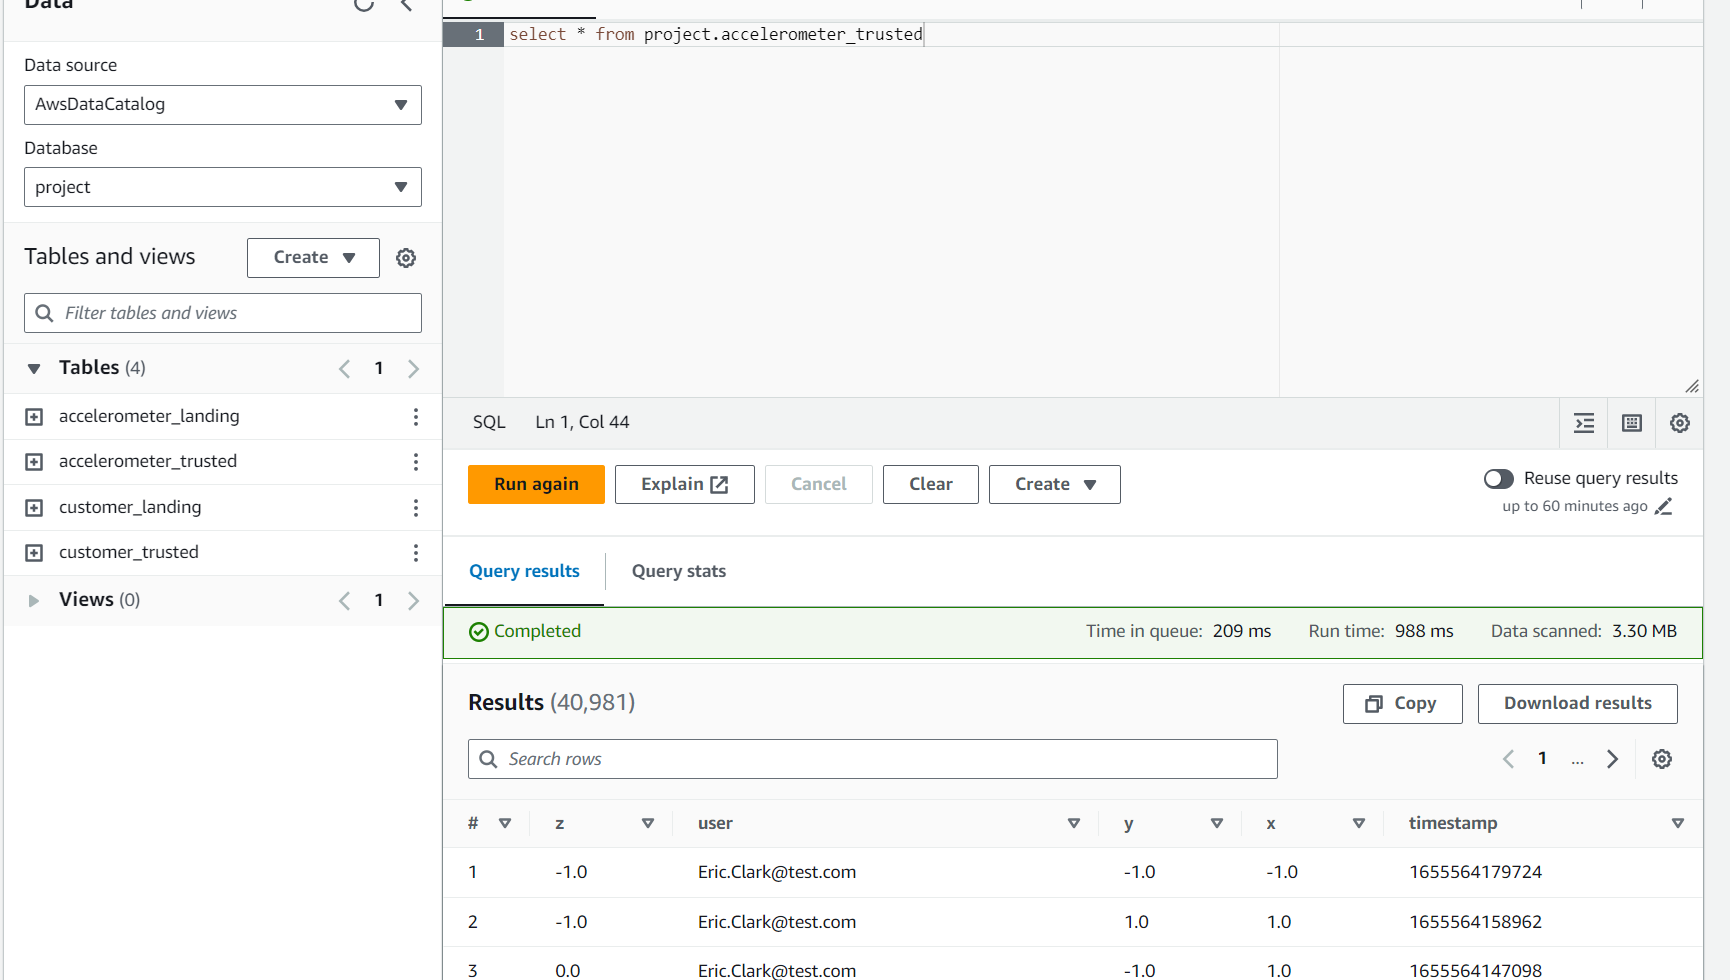 Data
Data source
AwsDataCatalog
Database
project
Tables and views
Create
Filter tables and views
Tables (4)
1
accelerometer_landing
accelerometer_trusted
customer_landing
customer_trusted
Views (0)
1
1 select * from project.accelerometer_trusted
SQL Ln 1, Col 44
Run again Explain Cancel Clear Create
Reuse query results
up to 60 minutes ago
Query results Query stats
Completed Time in queue: 209 ms Run time: 988 ms Data scanned: 3.30 MB
Results (40,981) Copy Download results
Search rows 1 ...
# z user y x timestamp
1 -1.0 Eric.Clark@test.com -1.0 -1.0 1655564179724
2 -1.0 Eric.Clark@test.com 1.0 1.0 1655564158962
3 0.0 Eric.Clark@test.com -1.0 1.0 1655564147098